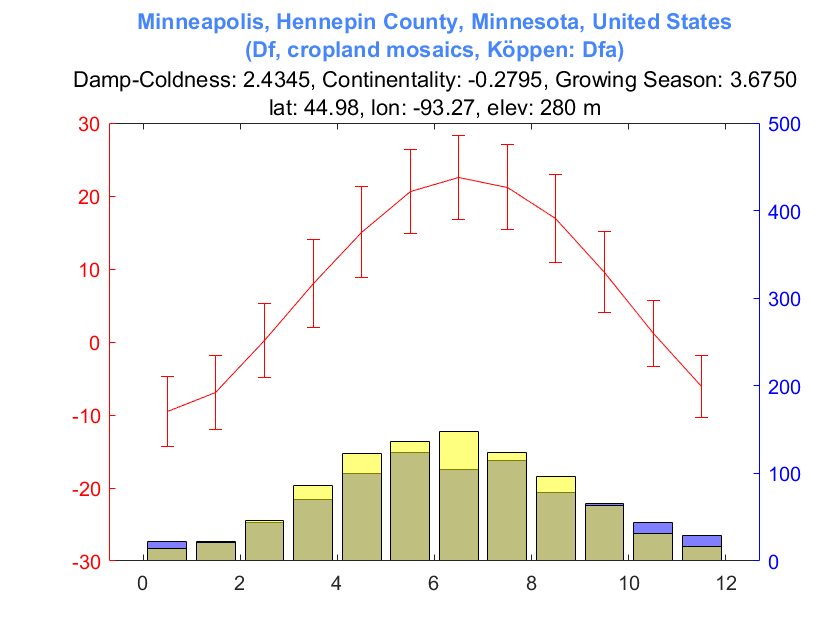 Minneapolis, Hennepin County, Minnesota, United States
(Df, cropland mosaics, Köppen: Dfa)
Damp-Coldness: 2.4345, Continentality: -0.2795, Growing Season: 3.6750
lat: 44.98, lon: -93.27, elev: 280 m
30
20
10
0
-10
-20
-30
500
400
300
200
100
0
0 2 4 6 8 10 12